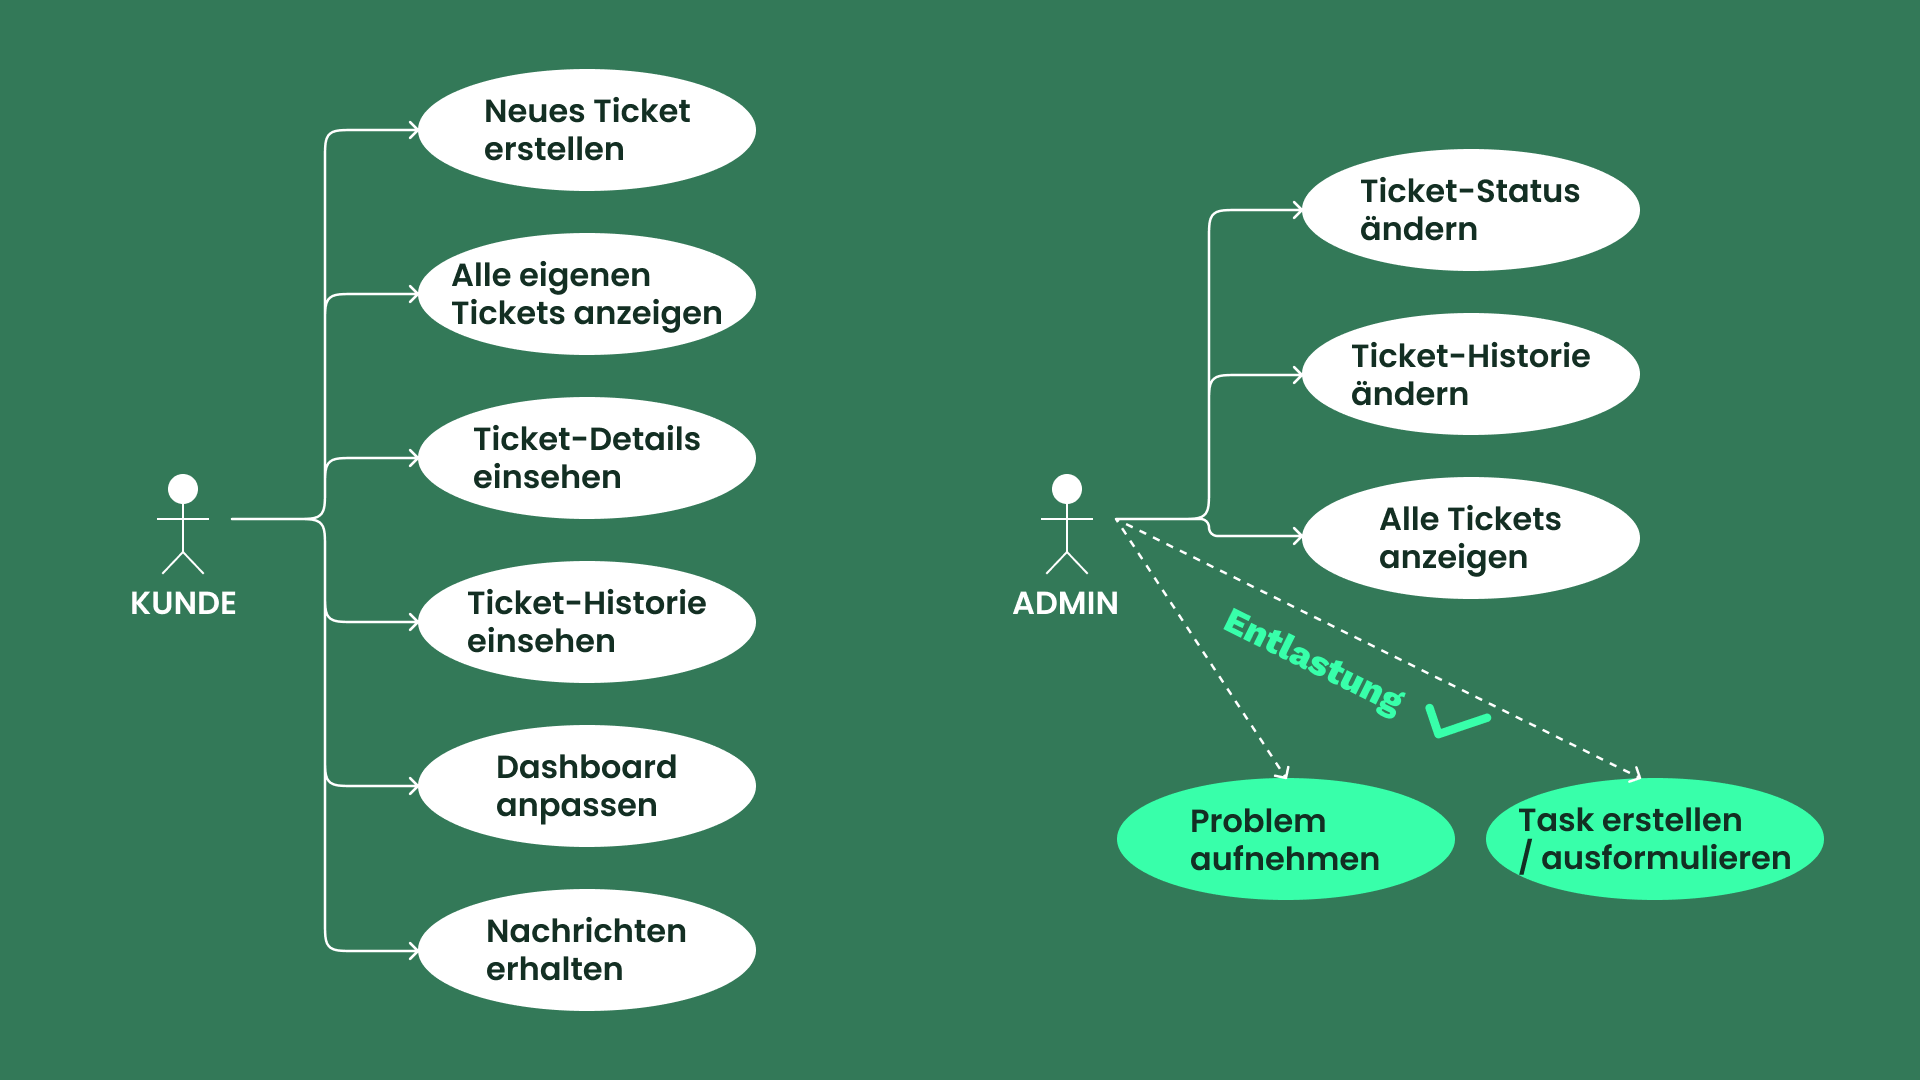 Neues Ticket
erstellen
Alle eigenen
Tickets anzeigen
Ticket-Details
einsehen
KUNDE
Ticket-Historie
einsehen
Dashboard
anpassen
Nachrichten
erhalten
Ticket-Status
ändern
Ticket-Historie
ändern
Alle Tickets
anzeigen
ADMIN
Entlastung
Problem
aufnehmen
Task erstellen
/ ausformulieren